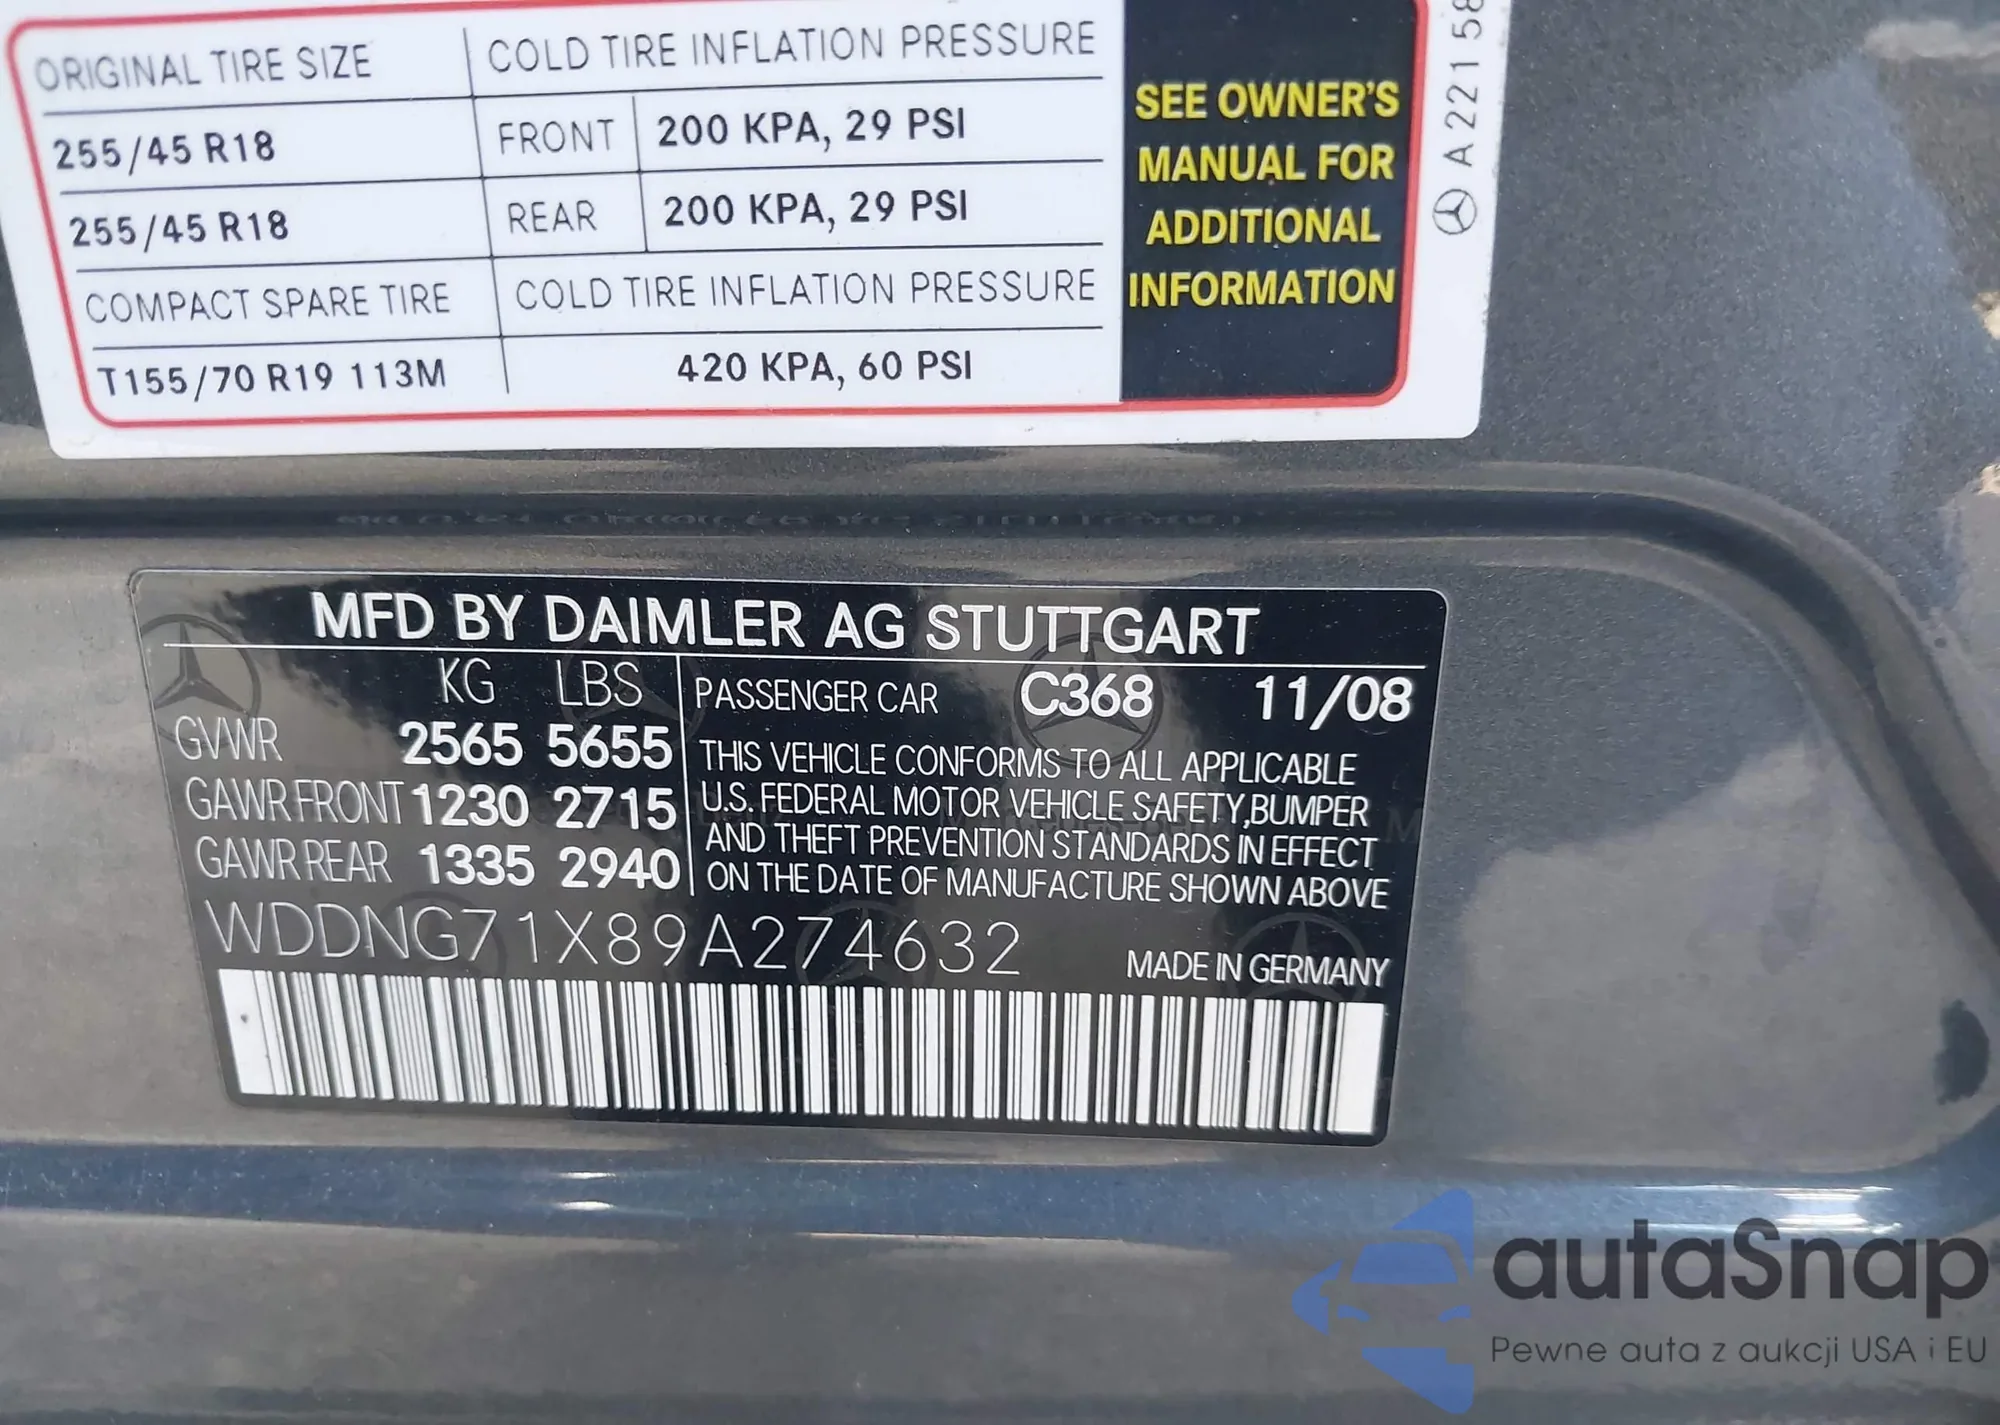 ORIGINAL TIRE SIZE COLD TIRE INFLATION PRESSURE
255/45 R18 FRONT 200 KPA, 29 PSI
255/45 R18 REAR 200 KPA, 29 PSI
COMPACT SPARE TIRE COLD TIRE INFLATION PRESSURE
T155/70 R19 113M 420 KPA, 60 PSI
SEE OWNER'S
MANUAL FOR
ADDITIONAL
INFORMATION
A 221 58
MFD BY DAIMLER AG STUTTGART
KG LBS
GVWR 2565 5655
GAWR FRONT 1230 2715
GAWR REAR 1335 2940
PASSENGER CAR C368 11/08
THIS VEHICLE CONFORMS TO ALL APPLICABLE
U.S. FEDERAL MOTOR VEHICLE SAFETY, BUMPER
AND THEFT PREVENTION STANDARDS IN EFFECT
ON THE DATE OF MANUFACTURE SHOWN ABOVE
WDDNG71X89A274632
MADE IN GERMANY
autaSnap
Pewne auta z aukcji USA i EU